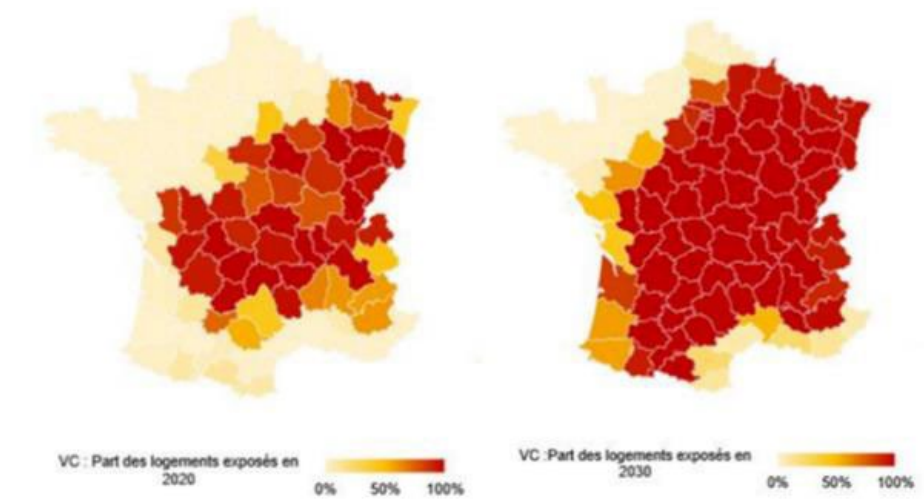 VC : Part des logements exposés en
2020
0% 50% 100%
VC :Part des logements exposés en
2030
0% 50% 100%